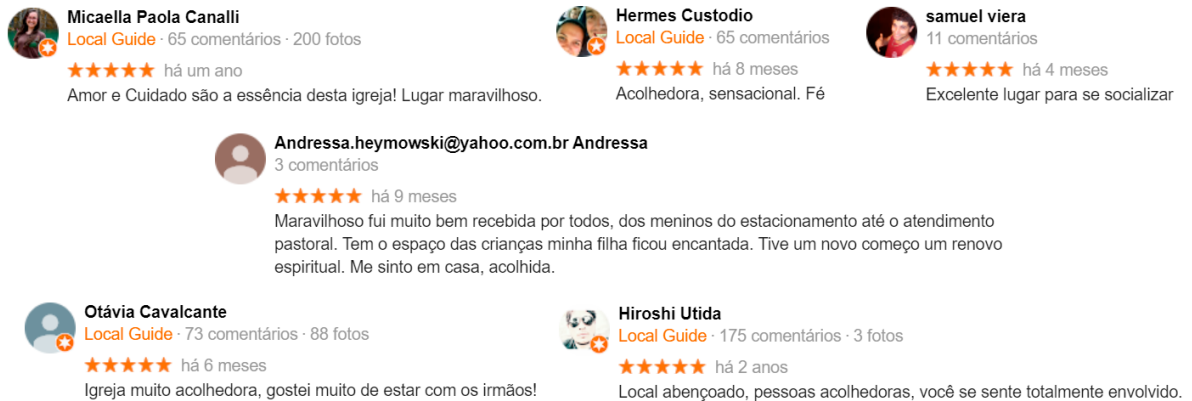 Micaella Paola Canalli
Local Guide · 65 comentários · 200 fotos
há um ano
Amor e Cuidado são a essência desta igreja! Lugar maravilhoso.
Hermes Custodio
Local Guide · 65 comentários
há 8 meses
Acolhedora, sensacional. Fé
samuel viera
11 comentários
há 4 meses
Excelente lugar para se socializar
Andressa.heymowski@yahoo.com.br Andressa
3 comentários
há 9 meses
Maravilhoso fui muito bem recebida por todos, dos meninos do estacionamento até o atendimento
pastoral. Tem o espaço das crianças minha filha ficou encantada. Tive um novo começo um renovo
espiritual. Me sinto em casa, acolhida.
Otávia Cavalcante
Local Guide · 73 comentários · 88 fotos
há 6 meses
Igreja muito acolhedora, gostei muito de estar com os irmãos!
Hiroshi Utida
Local Guide · 175 comentários · 3 fotos
há 2 anos
Local abençoado, pessoas acolhedoras, você se sente totalmente envolvido.